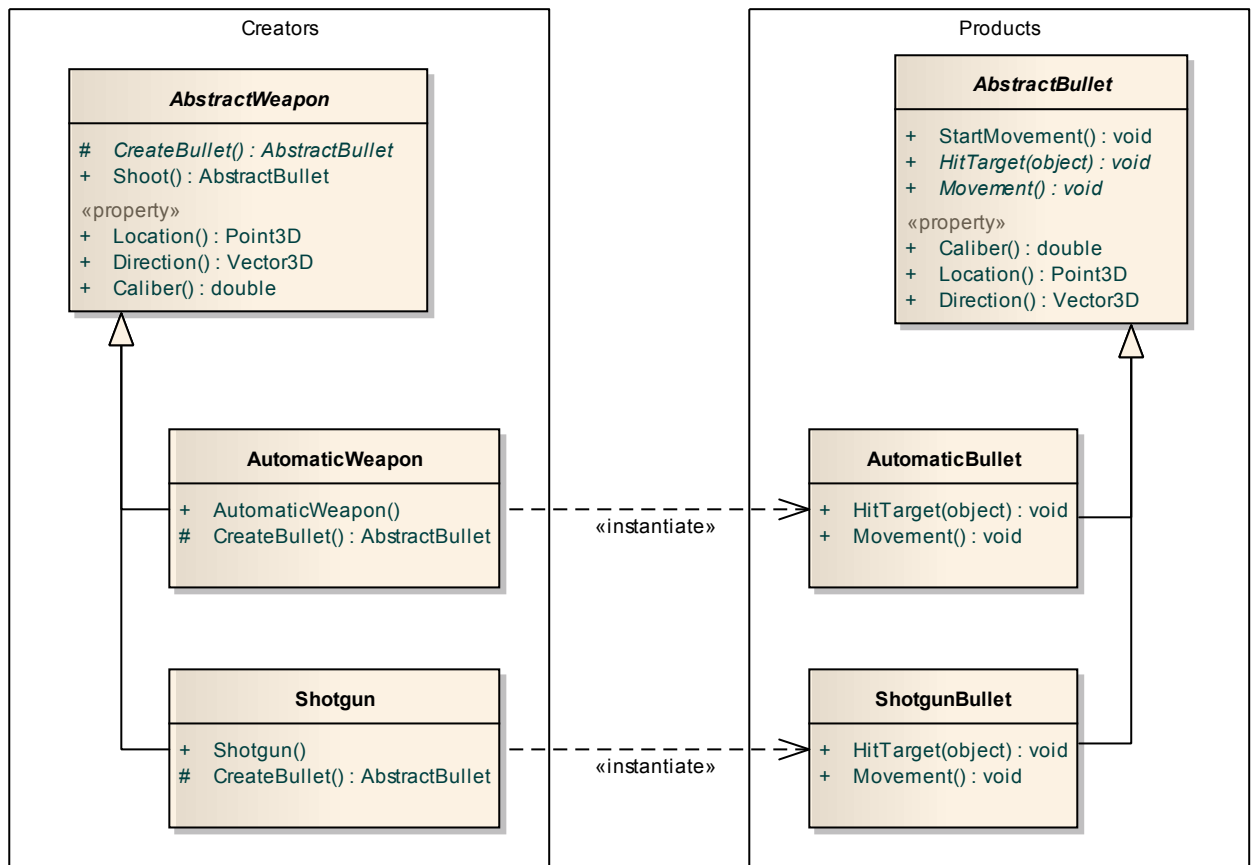 Creators
AbstractWeapon
# CreateBullet() : AbstractBullet
+ Shoot() : AbstractBullet
«property»
+ Location() : Point3D
+ Direction() : Vector3D
+ Caliber() : double
AutomaticWeapon
+ AutomaticWeapon()
# CreateBullet() : AbstractBullet
Shotgun
+ Shotgun()
# CreateBullet() : AbstractBullet
«instantiate»
«instantiate»
Products
AbstractBullet
+ StartMovement() : void
+ HitTarget(object) : void
+ Movement() : void
«property»
+ Caliber() : double
+ Location() : Point3D
+ Direction() : Vector3D
AutomaticBullet
+ HitTarget(object) : void
+ Movement() : void
ShotgunBullet
+ HitTarget(object) : void
+ Movement() : void